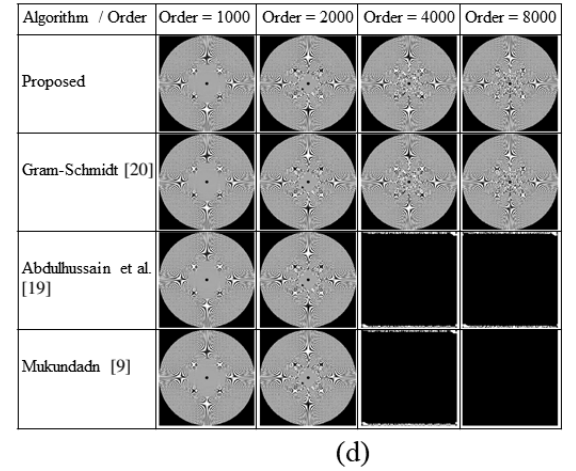 Algorithm / Order Order = 1000 Order = 2000 Order = 4000 Order = 8000
Proposed
Gram-Schmidt [20]
Abdulhussain et al.
[19]
Mukundadn [9]
(d)